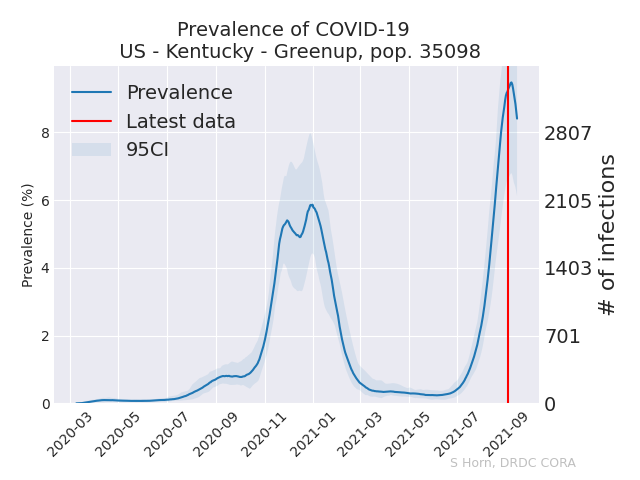 Prevalence of COVID-19
US - Kentucky - Greenup, pop. 35098
Prevalence
Latest data
95CI
Prevalence (%)
8
6
4
2
0
2807
2105
1403
701
0
# of infections
2020-03
2020-05
2020-07
2020-09
2020-11
2021-01
2021-03
2021-05
2021-07
2021-09
S Horn, DRDC CORA